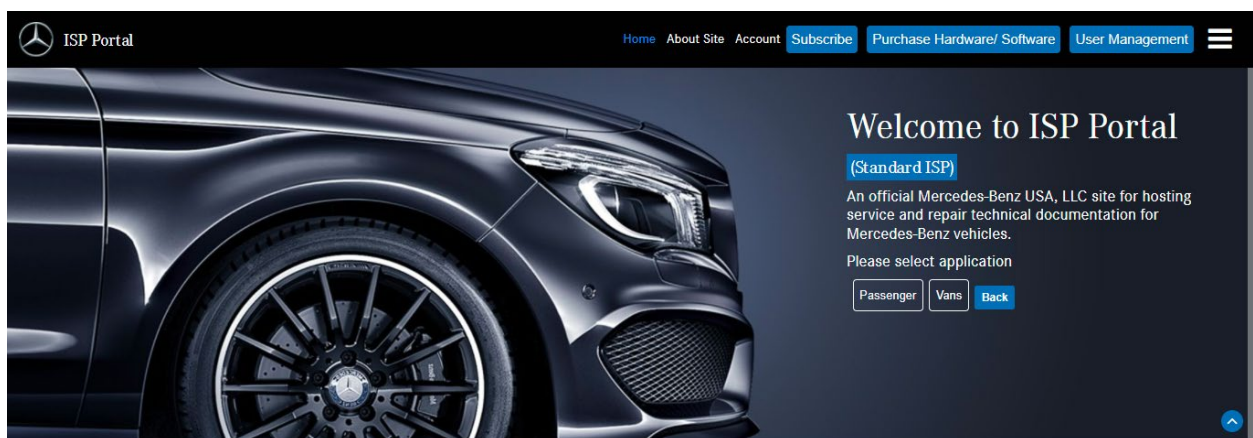 ISP Portal
Home About Site Account Subscribe Purchase Hardware/ Software User Management
Welcome to ISP Portal
(Standard ISP)
An official Mercedes-Benz USA, LLC site for hosting
service and repair technical documentation for
Mercedes-Benz vehicles.
Please select application
Passenger Vans Back